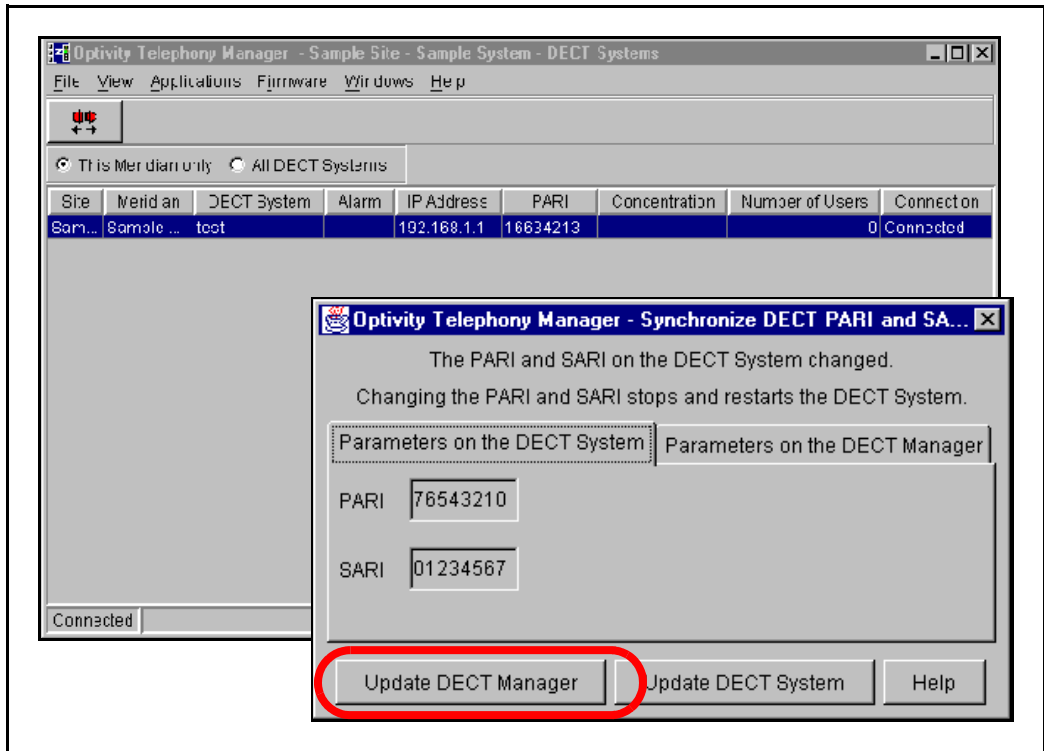 Optivity Telephony Manager - Sample Site - Sample System - DECT Systems
File View Applications Firmware Windows Help
This Meridian only All DECT Systems
Site Meridian DECT System Alarm IP Address PARI Concentration Number of Users Connection
Sam... Sample ... test 192.168.1.1 16634213 0 Connected
Optivity Telephony Manager - Synchronize DECT PARI and SA...
The PARI and SARI on the DECT System changed.
Changing the PARI and SARI stops and restarts the DECT System.
Parameters on the DECT System Parameters on the DECT Manager
PARI 76543210
SARI 01234567
Connected
Update DECT Manager Update DECT System Help